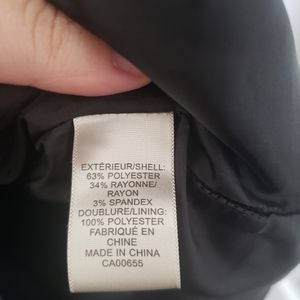 EXTÉRIEUR/SHELL:
63% POLYESTER
34% RAYONNE/
RAYON
3% SPANDEX
DOUBLURE/LINING:
100% POLYESTER
FABRIQUÉ EN
CHINE
MADE IN CHINA
CA00655